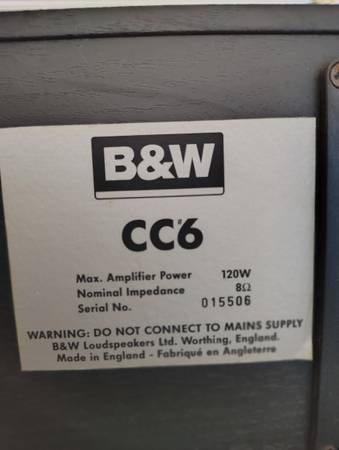 B&W
CC6
Max. Amplifier Power 120W
Nominal Impedance 8Ω
Serial No. 015506
WARNING: DO NOT CONNECT TO MAINS SUPPLY
B&W Loudspeakers Ltd. Worthing, England.
Made in England - Fabriqué en Angleterre